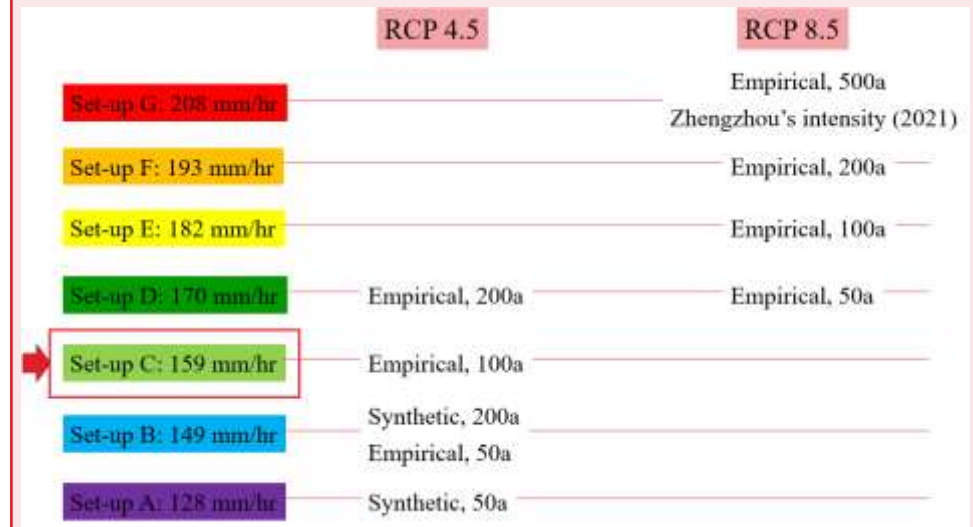 RCP 4.5 RCP 8.5
Set-up G: 208 mm/hr Empirical, 500a
Zhengzhou's intensity (2021)
Set-up F: 193 mm/hr Empirical, 200a
Set-up E: 182 mm/hr Empirical, 100a
Set-up D: 170 mm/hr Empirical, 200a Empirical, 50a
Set-up C: 159 mm/hr Empirical, 100a
Set-up B: 149 mm/hr Synthetic, 200a
Empirical, 50a
Set-up A: 128 mm/hr Synthetic, 50a